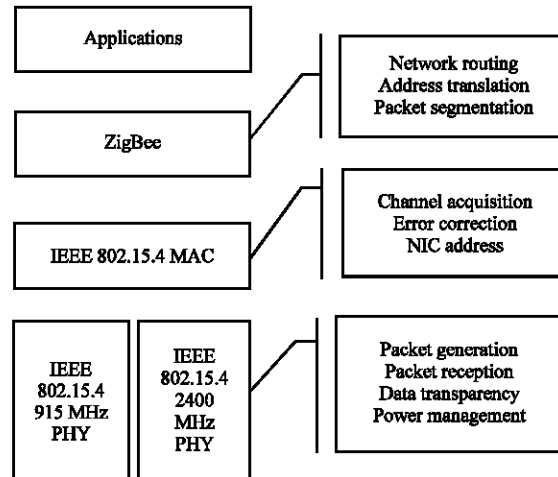 Applications
ZigBee
Network routing
Address translation
Packet segmentation
IEEE 802.15.4 MAC
Channel acquisition
Error correction
NIC address
IEEE
802.15.4
915 MHz
PHY
IEEE
802.15.4
2400
MHz
PHY
Packet generation
Packet reception
Data transparency
Power management